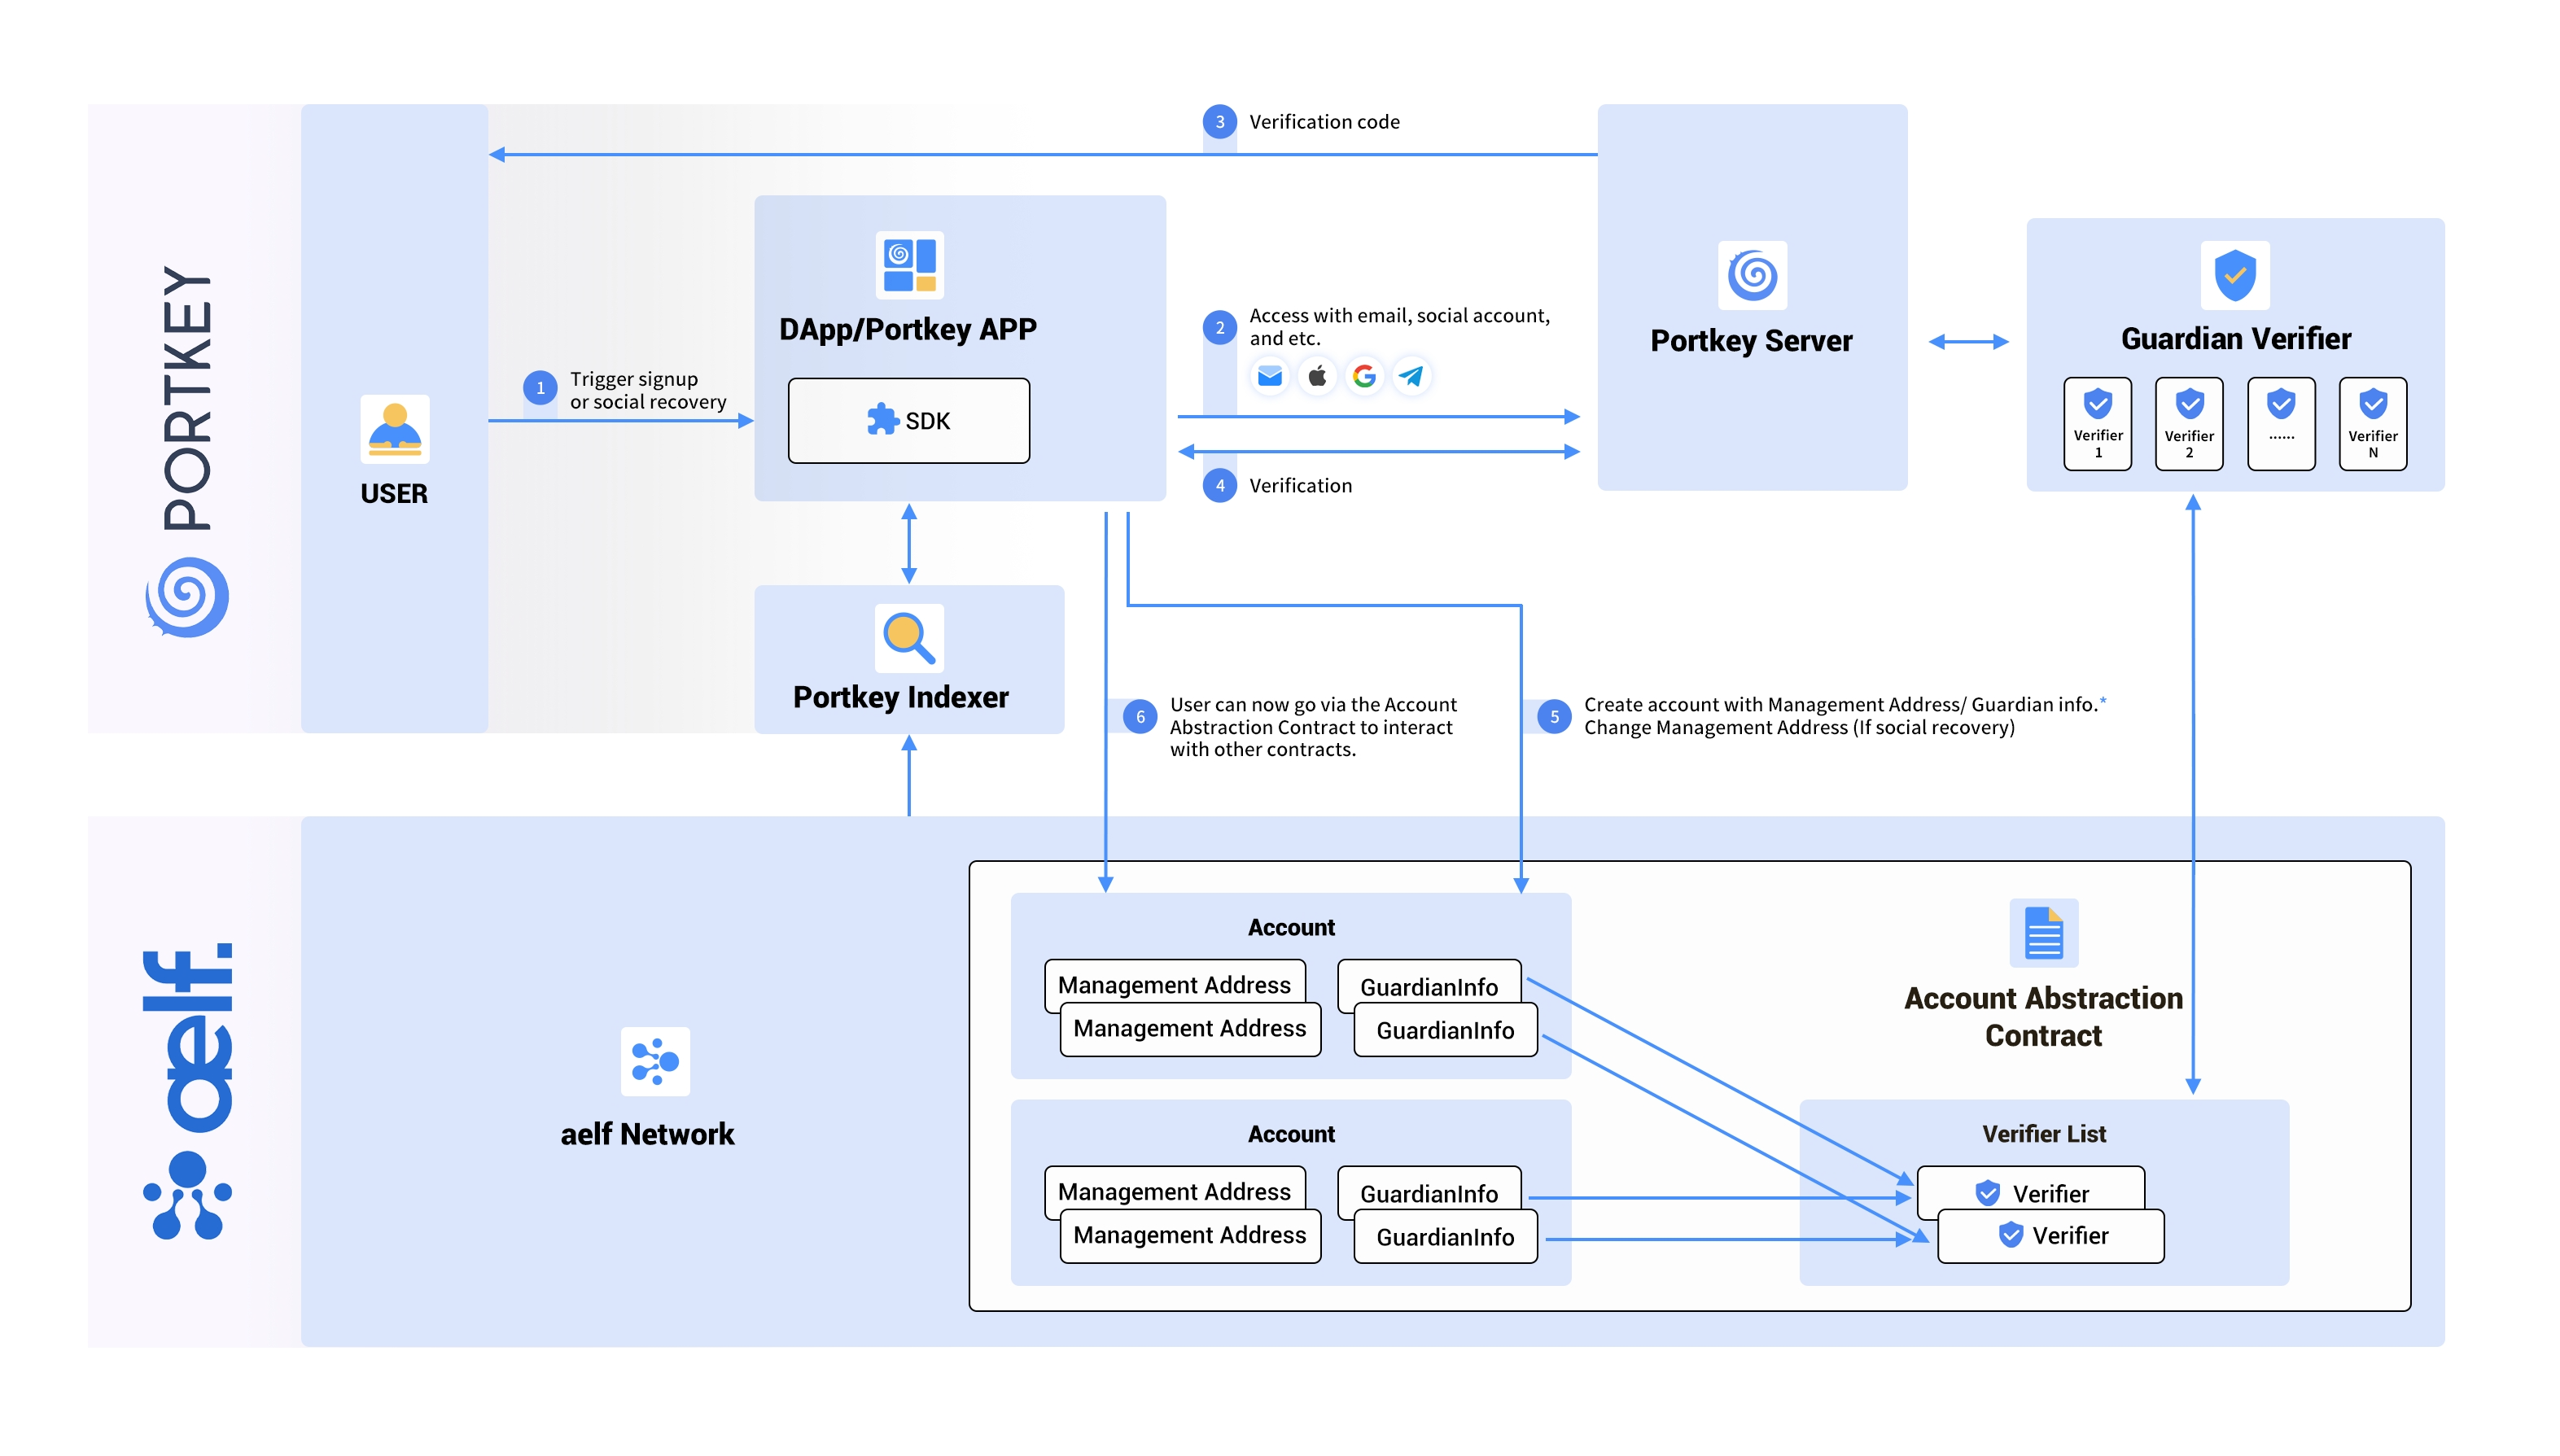 PORTKEY
USER
1
Trigger signup
or social recovery
DApp/Portkey APP
SDK
Portkey Indexer
3
Verification code
2
Access with email, social account,
and etc.
4
Verification
Portkey Server
Guardian Verifier
Verifier
1
Verifier
2
......
Verifier
N
6
User can now go via the Account
Abstraction Contract to interact
with other contracts.
5
Create account with Management Address/ Guardian info.*
Change Management Address (If social recovery)
aelf.
aelf Network
Account
Management Address
GuardianInfo
Management Address
GuardianInfo
Account
Management Address
GuardianInfo
Management Address
GuardianInfo
Account Abstraction
Contract
Verifier List
Verifier
Verifier